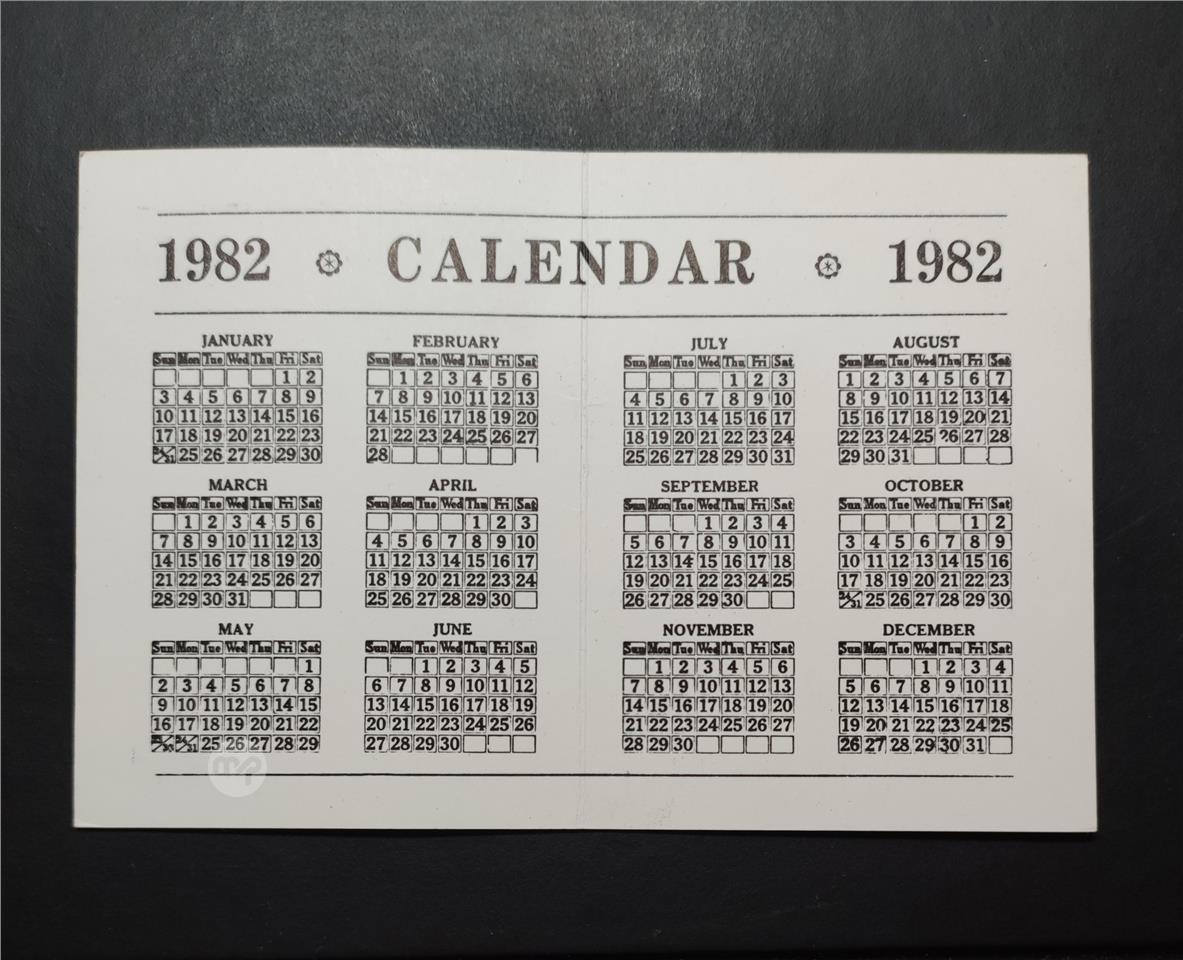 1982 CALENDAR 1982
JANUARY FEBRUARY JULY AUGUST
Sun Mon Tue Wed Thu Fri Sat Sun Mon Tue Wed Thu Fri Sat Sun Mon Tue Wed Thu Fri Sat Sun Mon Tue Wed Thu Fri Sat
1 2 1 2 3 4 5 6 1 2 3 1 2 3 4 5 6 7
3 4 5 6 7 8 9 7 8 9 10 11 12 13 4 5 6 7 8 9 10 8 9 10 11 12 13 14
10 11 12 13 14 15 16 14 15 16 17 18 19 20 11 12 13 14 15 16 17 15 16 17 18 19 20 21
17 18 19 20 21 22 23 21 22 23 24 25 26 27 18 19 20 21 22 23 24 22 23 24 25 26 27 28
24/31 25 26 27 28 29 30 28 25 26 27 28 29 30 31 29 30 31
MARCH APRIL SEPTEMBER OCTOBER
Sun Mon Tue Wed Thu Fri Sat Sun Mon Tue Wed Thu Fri Sat Sun Mon Tue Wed Thu Fri Sat Sun Mon Tue Wed Thu Fri Sat
1 2 3 4 5 6 1 2 3 1 2 3 4 1 2
7 8 9 10 11 12 13 4 5 6 7 8 9 10 5 6 7 8 9 10 11 3 4 5 6 7 8 9
14 15 16 17 18 19 20 11 12 13 14 15 16 17 12 13 14 15 16 17 18 10 11 12 13 14 15 16
21 22 23 24 25 26 27 18 19 20 21 22 23 24 19 20 21 22 23 24 25 17 18 19 20 21 22 23
28 29 30 31 25 26 27 28 29 30 26 27 28 29 30 24/31 25 26 27 28 29 30
MAY JUNE NOVEMBER DECEMBER
Sun Mon Tue Wed Thu Fri Sat Sun Mon Tue Wed Thu Fri Sat Sun Mon Tue Wed Thu Fri Sat Sun Mon Tue Wed Thu Fri Sat
1 1 2 3 4 5 1 2 3 4 5 6 1 2 3 4
2 3 4 5 6 7 8 6 7 8 9 10 11 12 7 8 9 10 11 12 13 5 6 7 8 9 10 11
9 10 11 12 13 14 15 13 14 15 16 17 18 19 14 15 16 17 18 19 20 12 13 14 15 16 17 18
16 17 18 19 20 21 22 20 21 22 23 24 25 26 21 22 23 24 25 26 27 19 20 21 22 23 24 25
23/30 24/31 25 26 27 28 29 27 28 29 30 28 29 30 26 27 28 29 30 31